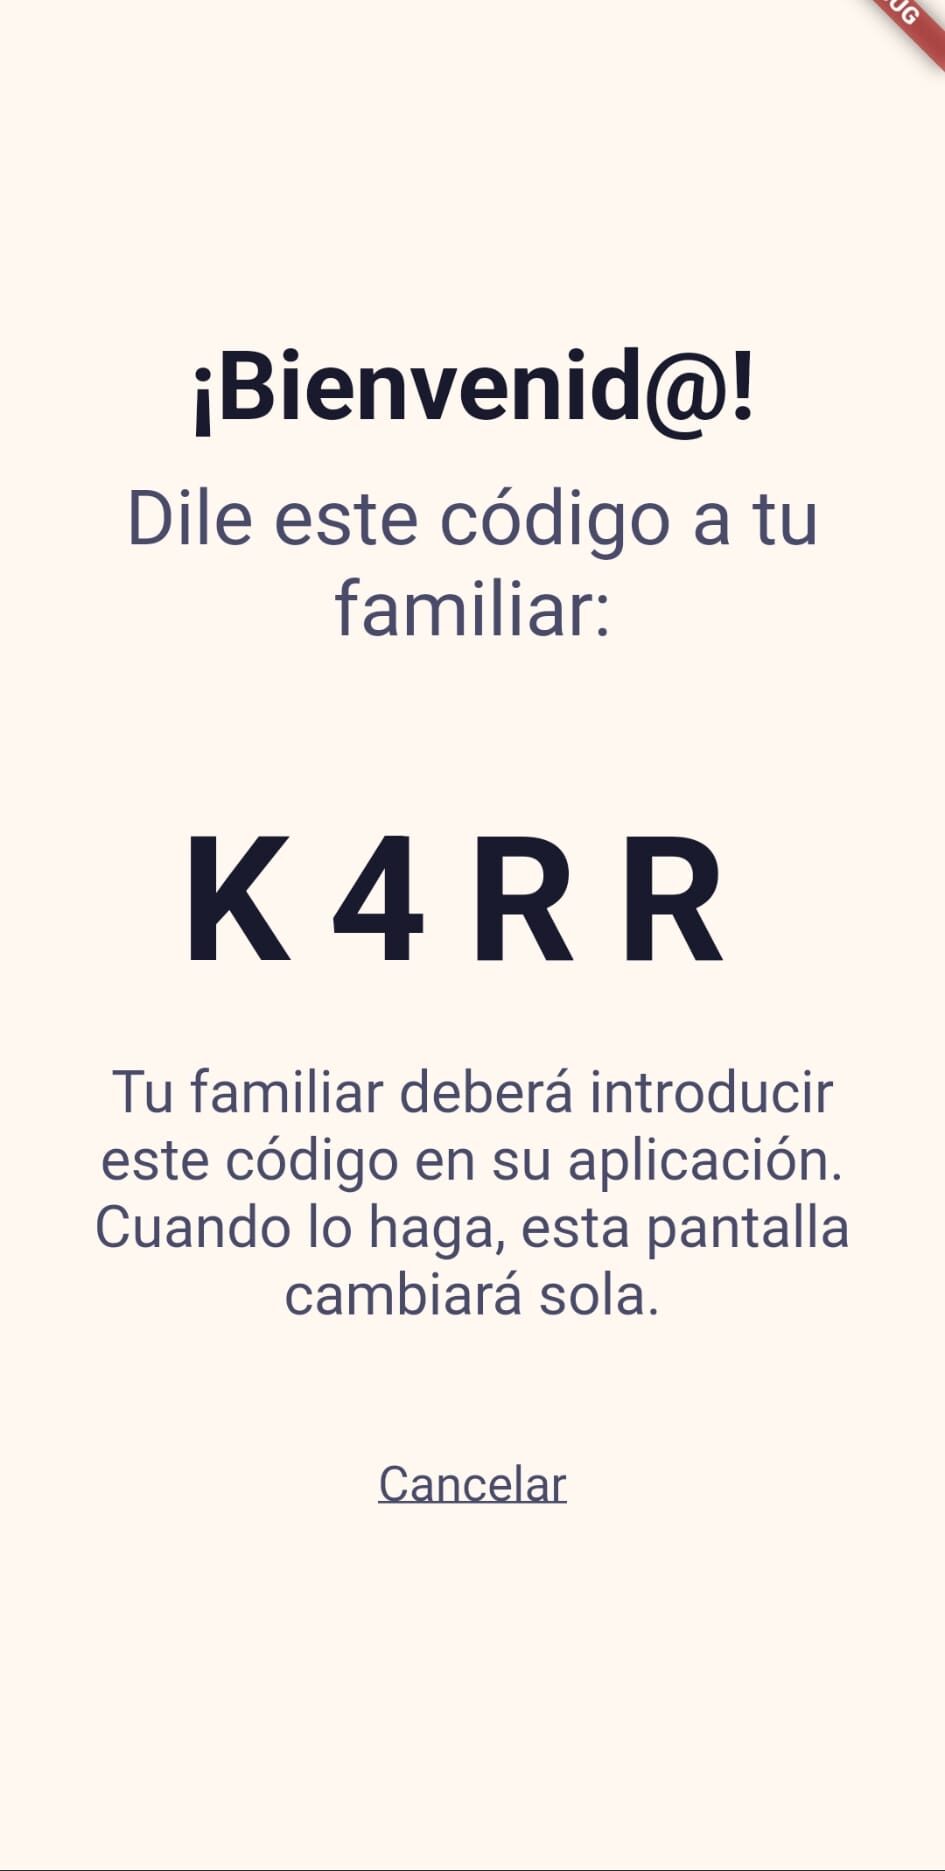 ¡Bienvenid@!
Dile este código a tu
familiar:
K4RR
Tu familiar deberá introducir
este código en su aplicación.
Cuando lo haga, esta pantalla
cambiará sola.
Cancelar